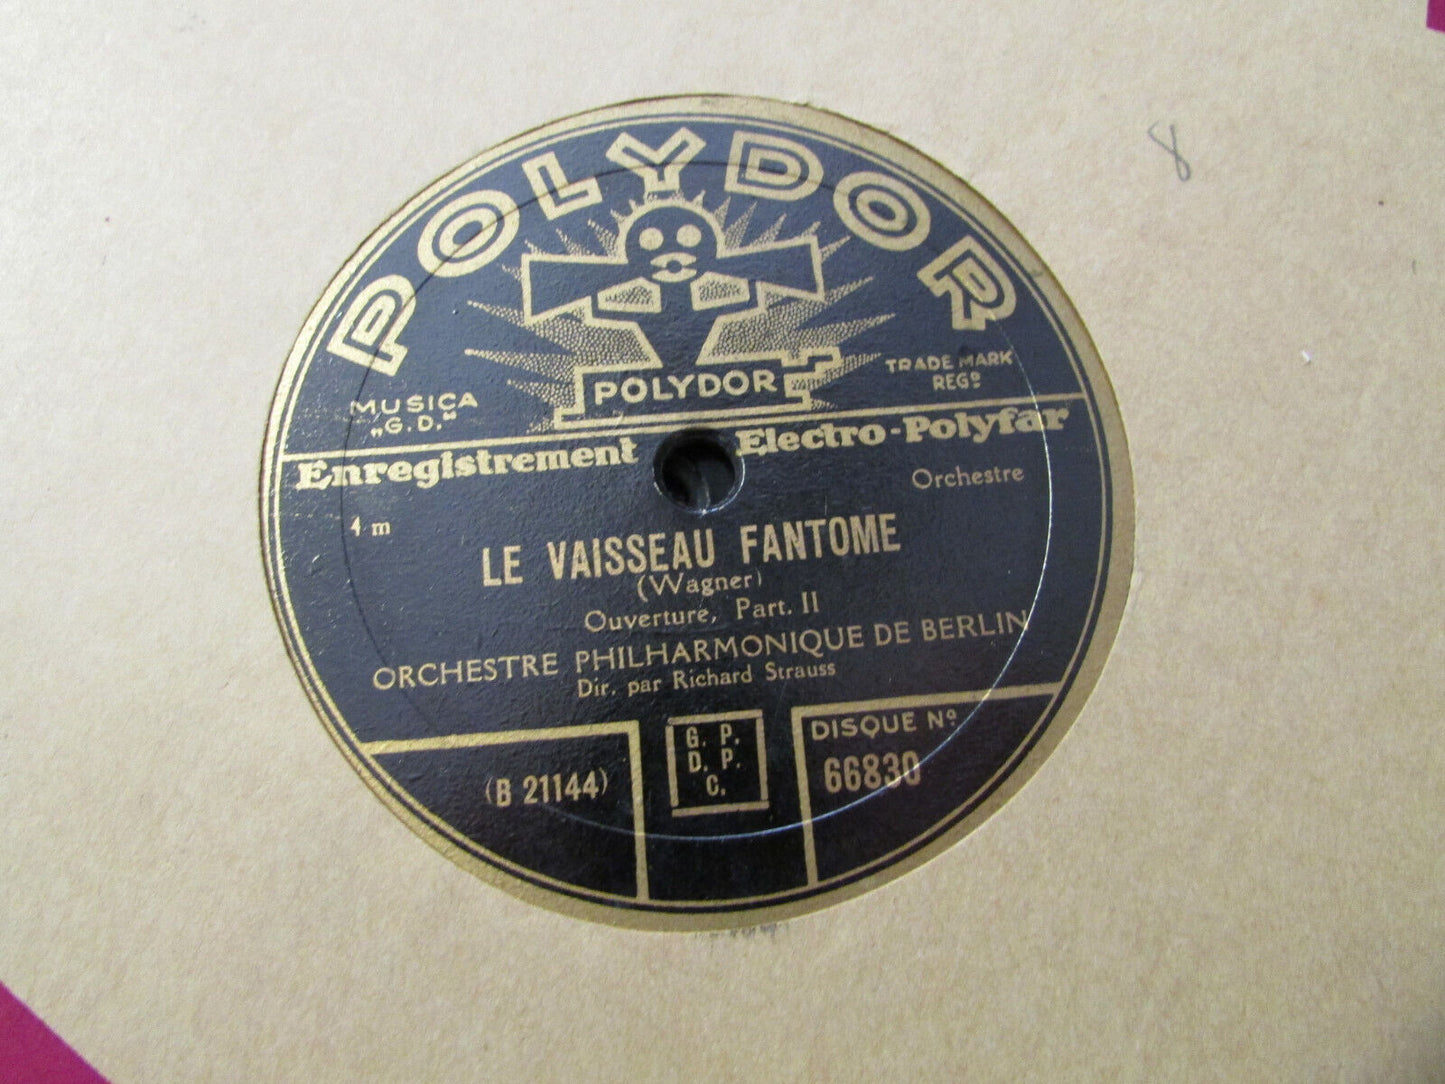 8
POLYDOR
POLYDOR
MUSICA
„G.D.“
TRADE MARK
REGD
Enregistrement Electro-Polyfar
Orchestre
4 m
LE VAISSEAU FANTOME
(Wagner)
Ouverture, Part. II
ORCHESTRE PHILHARMONIQUE DE BERLIN
Dir. par Richard Strauss
(B 21144)
G. P.
D. P.
C.
DISQUE No
66830